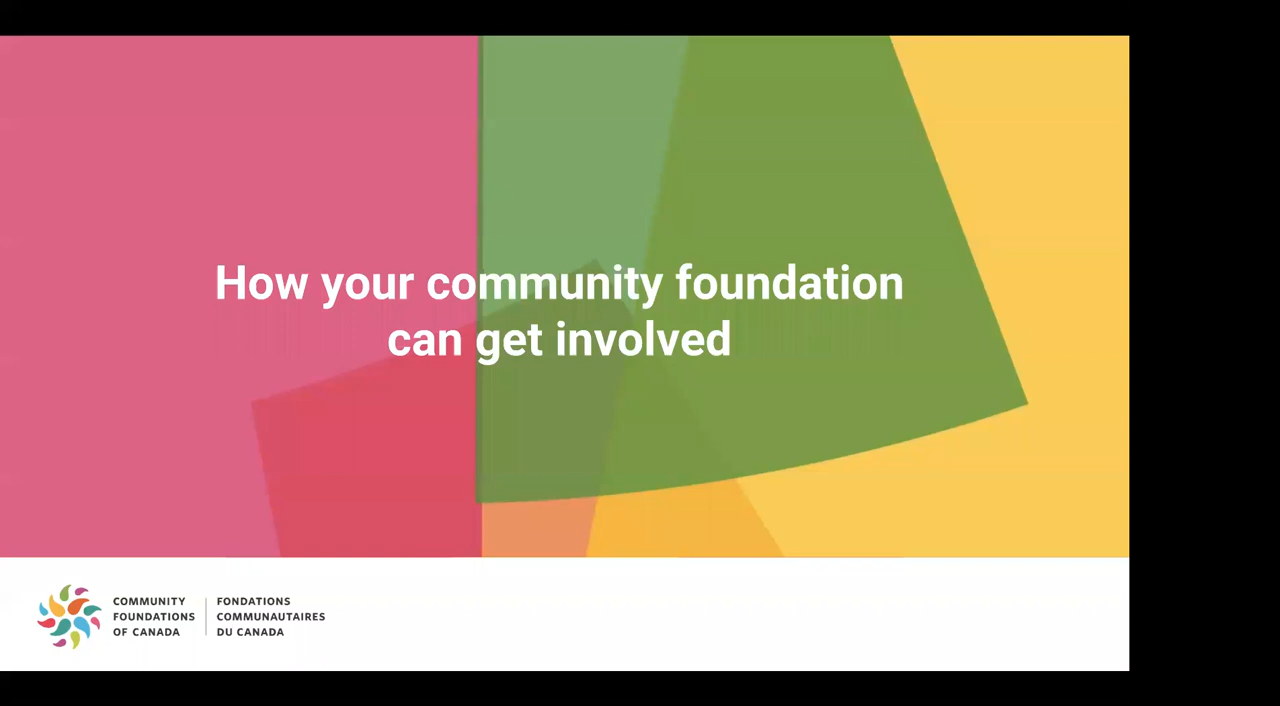 How your community foundation
can get involved
COMMUNITY
FOUNDATIONS
OF CANADA
FONDATIONS
COMMUNAUTAIRES
DU CANADA